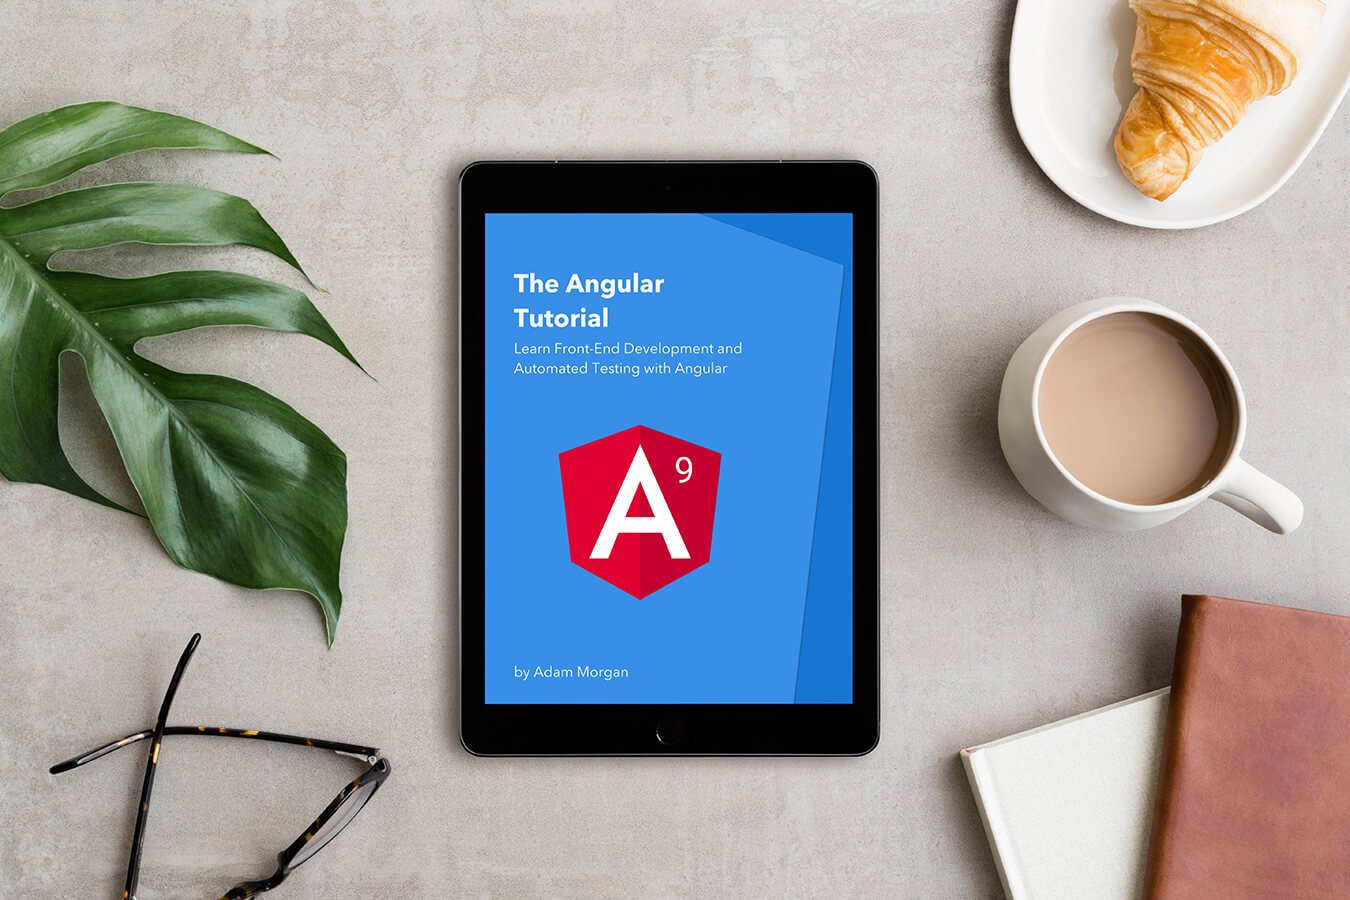 The Angular
Tutorial
Learn Front-End Development and
Automated Testing with Angular
A 9
by Adam Morgan